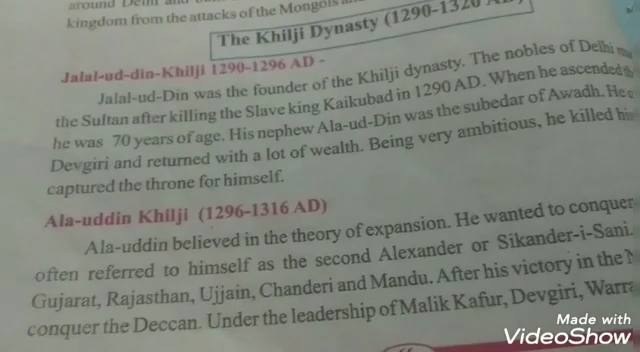 around Delhi and
kingdom from the attacks of the Mongols
The Khilji Dynasty (1290-1320
Jalal-ud-din-Khilji 1290-1296 AD -
Jalal-ud-Din was the founder of the Khilji dynasty. The nobles of Delhi
the Sultan after killing the Slave king Kaikubad in 1290 AD. When he ascended
he was 70 years of age. His nephew Ala-ud-Din was the subedar of Awadh. He
Devgiri and returned with a lot of wealth. Being very ambitious, he killed
captured the throne for himself.
Ala-uddin Khilji (1296-1316 AD)
Ala-uddin believed in the theory of expansion. He wanted to conquer
often referred to himself as the second Alexander or Sikander-i-Sani.
Gujarat, Rajasthan, Ujjain, Chanderi and Mandu. After his victory in the
conquer the Deccan. Under the leadership of Malik Kafur, Devgiri,
Made with
VideoShow